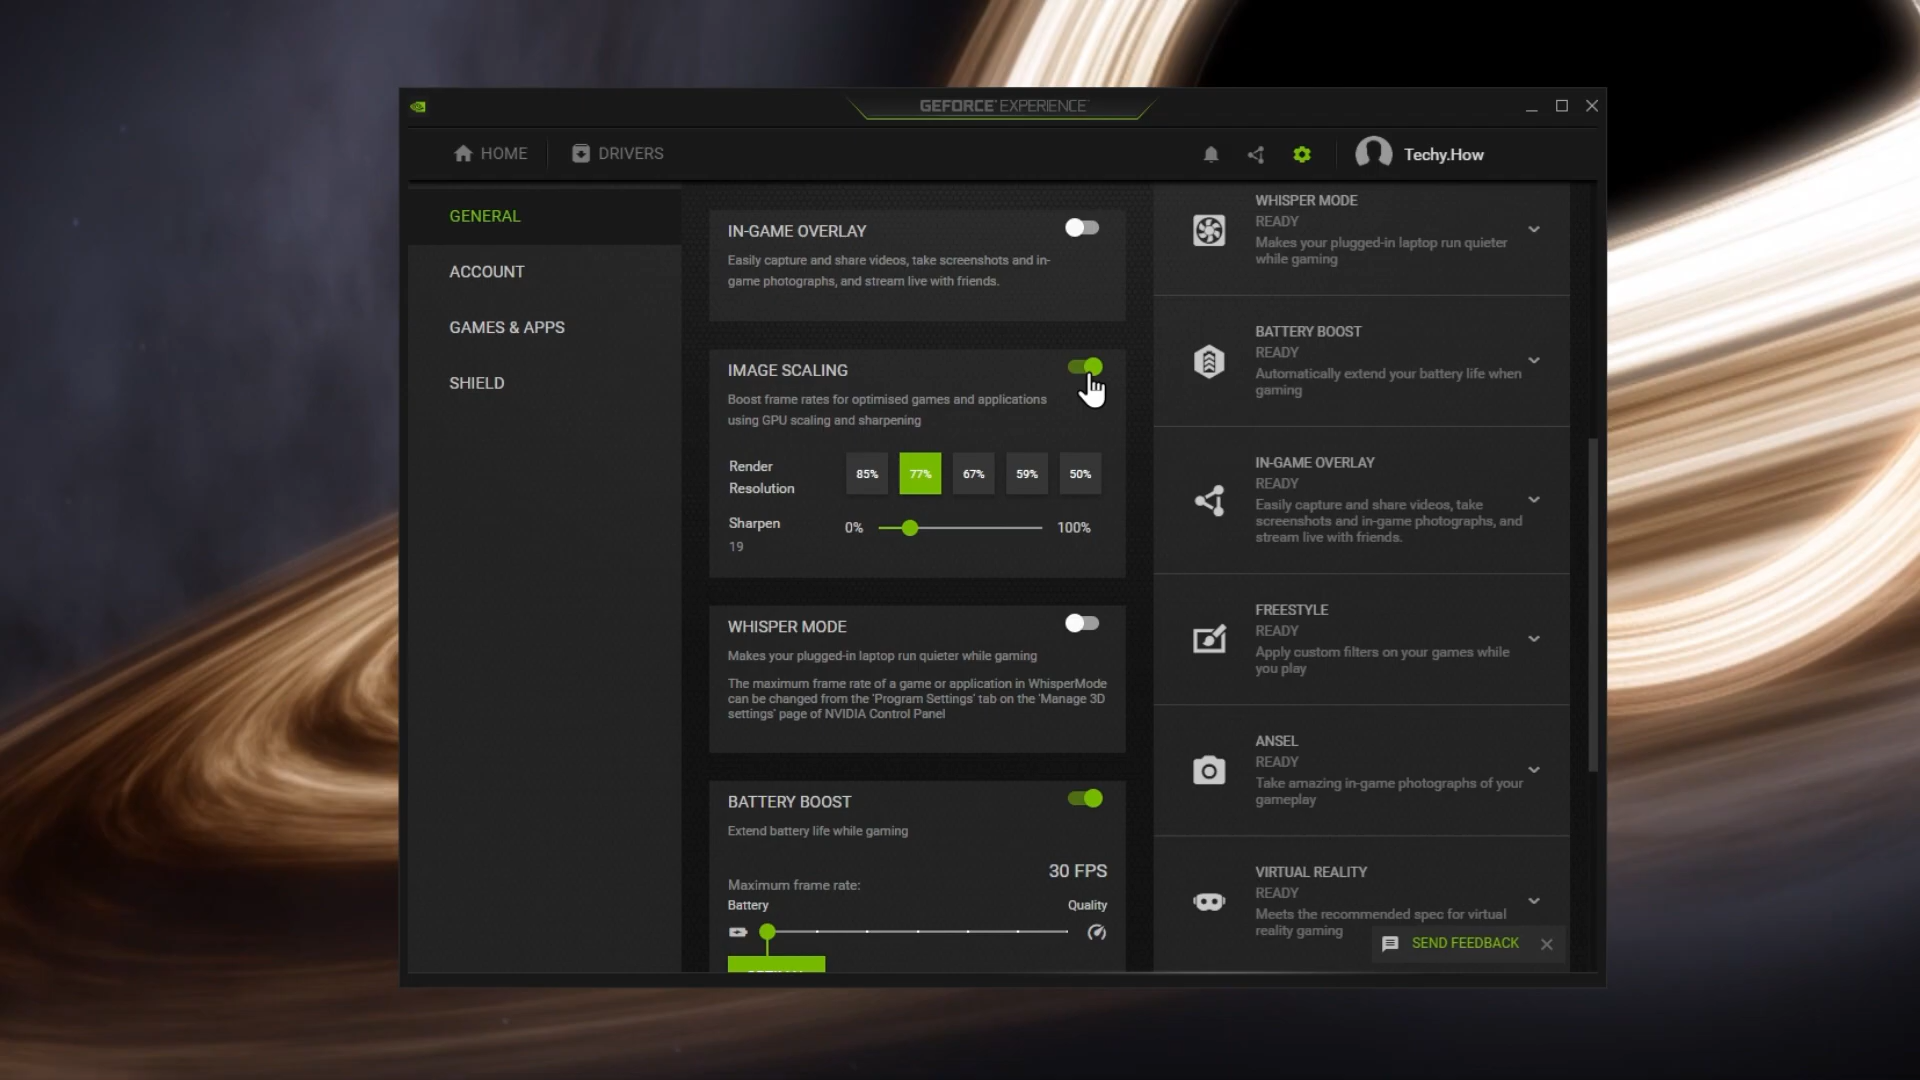 GEFORCE EXPERIENCE
HOME
DRIVERS
Techy.How
GENERAL
ACCOUNT
GAMES & APPS
SHIELD
IN-GAME OVERLAY
Easily capture and share videos, take screenshots and in-
game photographs, and stream live with friends.
IMAGE SCALING
Boost frame rates for optimised games and applications
using GPU scaling and sharpening
Render
Resolution
85%
77%
67%
59%
50%
Sharpen
0%
100%
19
WHISPER MODE
Makes your plugged-in laptop run quieter while gaming
The maximum frame rate of a game or application in WhisperMode
can be changed from the 'Program Settings' tab on the 'Manage 3D
settings' page of NVIDIA Control Panel
BATTERY BOOST
Extend battery life while gaming
30 FPS
Maximum frame rate:
Battery
Quality
WHISPER MODE
READY
Makes your plugged-in laptop run quieter
while gaming
BATTERY BOOST
READY
Automatically extend your battery life when
gaming
IN-GAME OVERLAY
READY
Easily capture and share videos, take
screenshots and in-game photographs, and
stream live with friends.
FREESTYLE
READY
Apply custom filters on your games while
you play
ANSEL
READY
Take amazing in-game photographs of your
gameplay
VIRTUAL REALITY
READY
Meets the recommended spec for virtual
reality gaming
SEND FEEDBACK